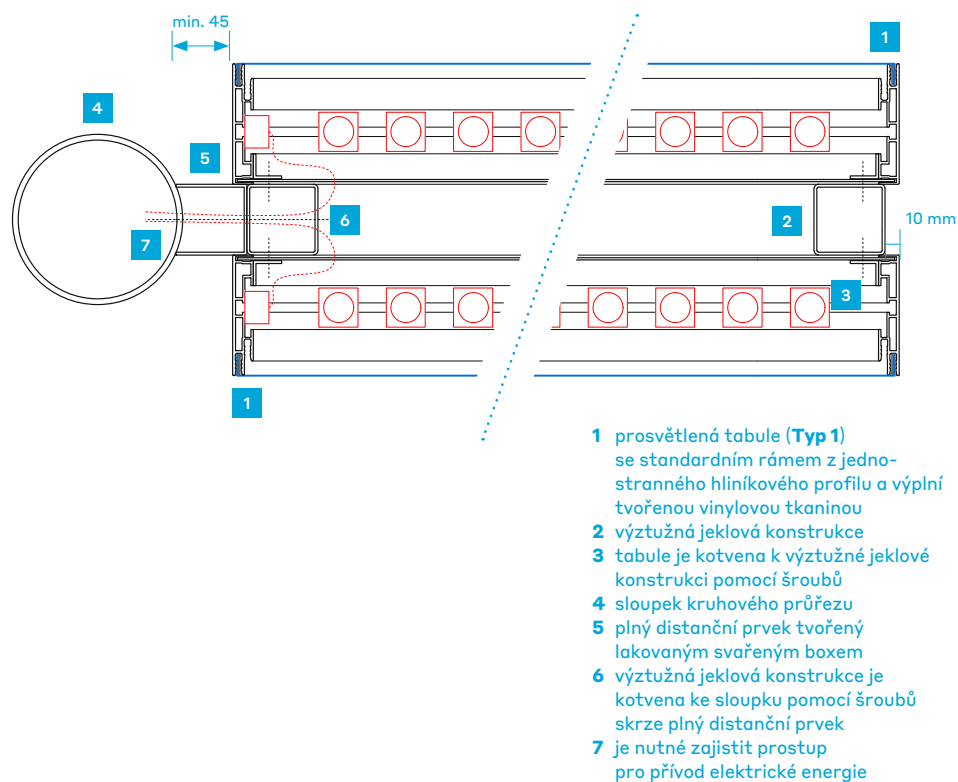 min. 45
1
4
5
6
2
7
10 mm
3
1
1 prosvětlená tabule (Typ 1)
se standardním rámem z jedno-
stranného hliníkového profilu a výplní
tvořenou vinylovou tkaninou
2 výztužná jeklová konstrukce
3 tabule je kotvena k výztužné jeklové
konstrukci pomocí šroubů
4 sloupek kruhového průřezu
5 plný distanční prvek tvořený
lakovaným svařeným boxem
6 výztužná jeklová konstrukce je
kotvena ke sloupku pomocí šroubů
skrze plný distanční prvek
7 je nutné zajistit prostup
pro přívod elektrické energie